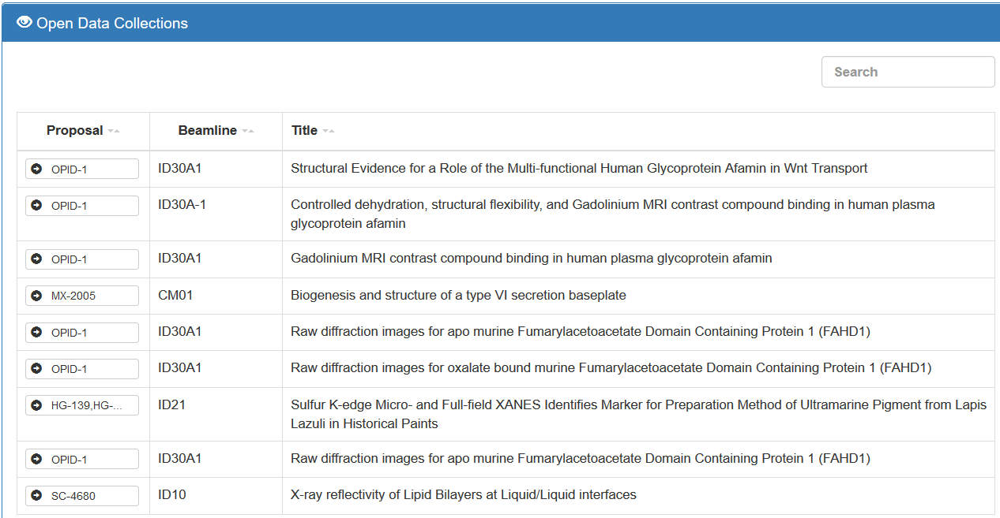 Open Data Collections
Search
Proposal Beamline Title
OPID-1 ID30A1 Structural Evidence for a Role of the Multi-functional Human Glycoprotein Afamin in Wnt Transport
OPID-1 ID30A-1 Controlled dehydration, structural flexibility, and Gadolinium MRI contrast compound binding in human plasma
glycoprotein afamin
OPID-1 ID30A1 Gadolinium MRI contrast compound binding in human plasma glycoprotein afamin
MX-2005 CM01 Biogenesis and structure of a type VI secretion baseplate
OPID-1 ID30A1 Raw diffraction images for apo murine Fumarylacetoacetate Domain Containing Protein 1 (FAHD1)
OPID-1 ID30A1 Raw diffraction images for oxalate bound murine Fumarylacetoacetate Domain Containing Protein 1 (FAHD1)
HG-139,HG-... ID21 Sulfur K-edge Micro- and Full-field XANES Identifies Marker for Preparation Method of Ultramarine Pigment from Lapis
Lazuli in Historical Paints
OPID-1 ID30A1 Raw diffraction images for apo murine Fumarylacetoacetate Domain Containing Protein 1 (FAHD1)
SC-4680 ID10 X-ray reflectivity of Lipid Bilayers at Liquid/Liquid interfaces